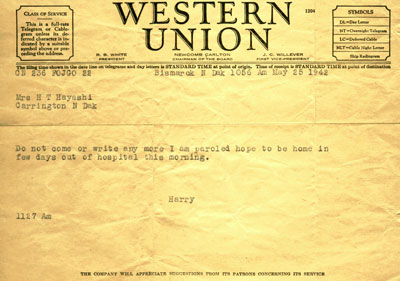 CLASS OF SERVICE
This is a full-rate Telegram or Cablegram unless its deferred character is indicated by a suitable symbol above or preceding the address.
WESTERN UNION
1204
R. B. WHITE
PRESIDENT
NEWCOMB CARLTON
CHAIRMAN OF THE BOARD
J. C. WILLEVER
FIRST VICE-PRESIDENT
SYMBOLS
DL=Day Letter
NT=Overnight Telegram
LC=Deferred Cable
NLT=Cable Night Letter
Ship Radiogram
The filing time shown in the date line on telegrams and day letters is STANDARD TIME at point of origin. Time of receipt is STANDARD TIME at point of destination
CN 236 FOJGO 22 Bismarck N Dak 1056 Am May 25 1942
Mrs H T Hayashi
Carrington N Dak
Do not come or write any more I am parcled hope to be home in
few days out of hospital this morning.
Harry
1127 Am
THE COMPANY WILL APPRECIATE SUGGESTIONS FROM ITS PATRONS CONCERNING ITS SERVICE